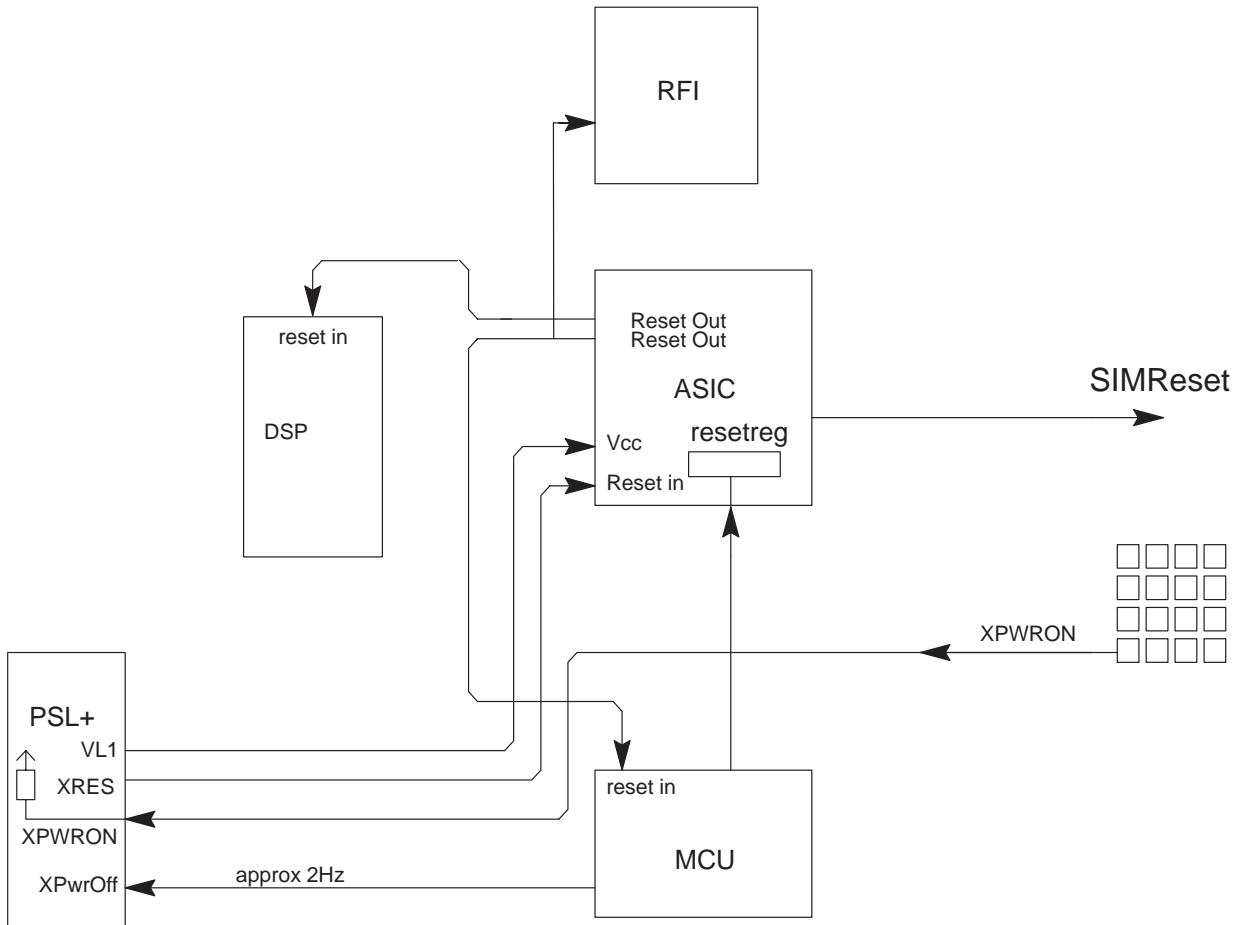 RFI
Reset Out
reset in
Reset Out
SIMReset
ASIC
DSP
resetreg
Vcc
Reset in
XPWRON
PSL+
VL1
XRES
reset in
XPWRON
MCU
approx 2Hz
XPwrOff